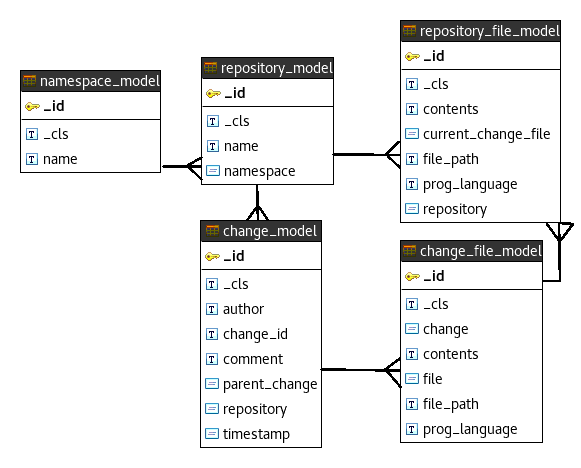 namespace_model
_id
_cls
name
repository_model
_id
_cls
name
namespace
repository_file_model
_id
_cls
contents
current_change_file
file_path
prog_language
repository
change_model
_id
_cls
author
change_id
comment
parent_change
repository
timestamp
change_file_model
_id
_cls
change
contents
file
file_path
prog_language